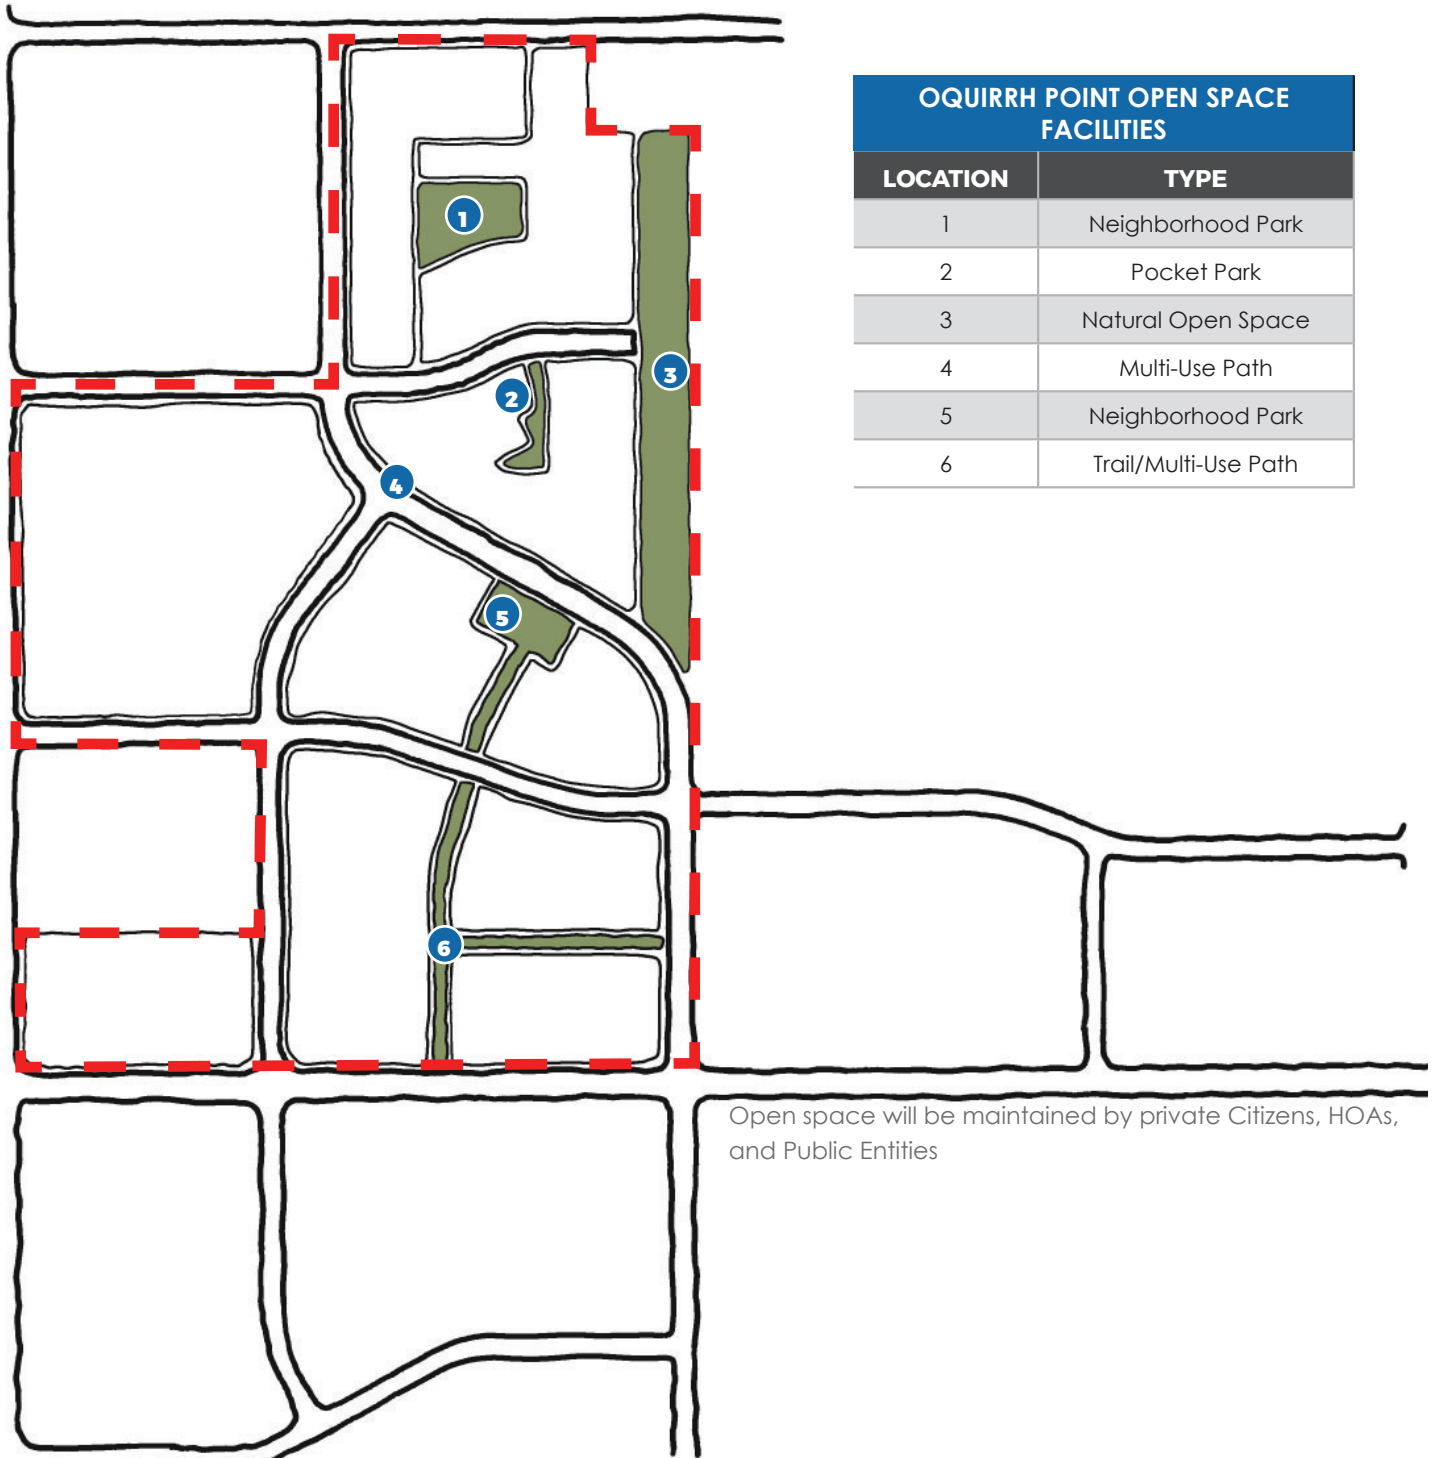 OQUIRRH POINT OPEN SPACE
FACILITIES
LOCATION TYPE
1 Neighborhood Park
2 Pocket Park
3 Natural Open Space
4 Multi-Use Path
5 Neighborhood Park
6 Trail/Multi-Use Path
1
2
3
4
5
6
Open space will be maintained by private Citizens, HOAs,
and Public Entities